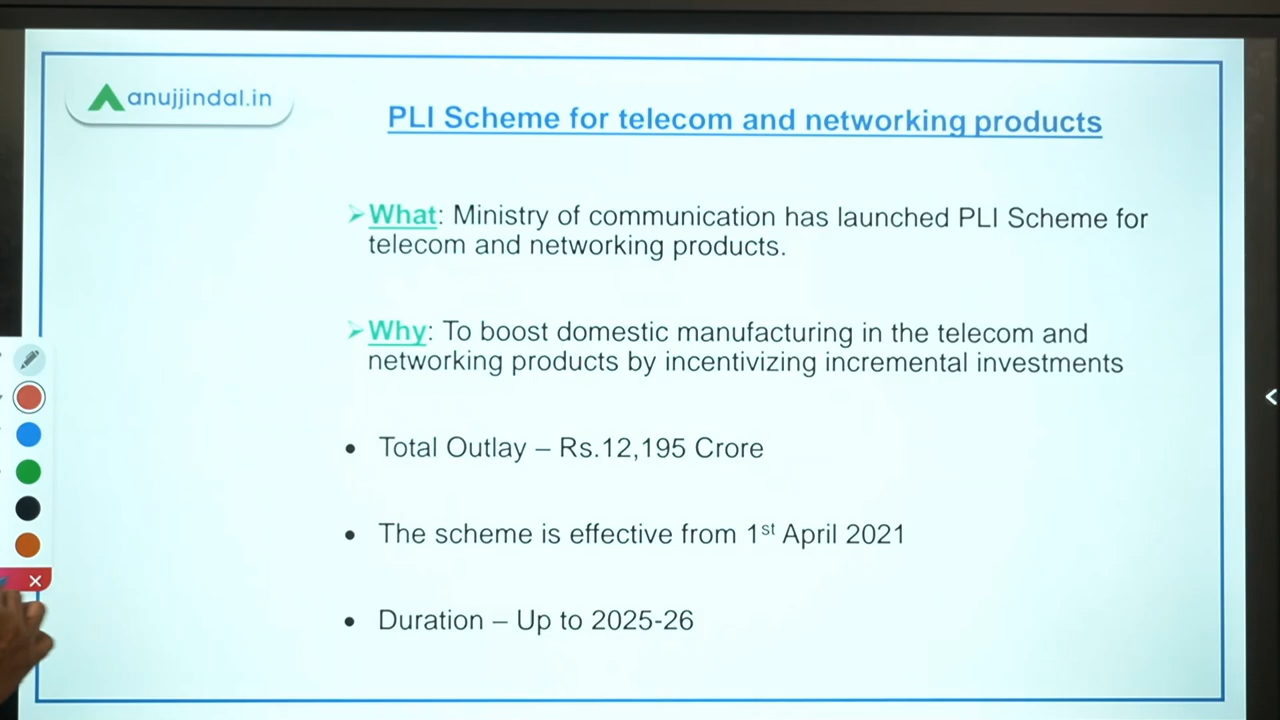 anujjindal.in
PLI Scheme for telecom and networking products
➢What: Ministry of communication has launched PLI Scheme for
telecom and networking products.
➢Why: To boost domestic manufacturing in the telecom and
networking products by incentivizing incremental investments
• Total Outlay – Rs.12,195 Crore
• The scheme is effective from 1st April 2021
• Duration – Up to 2025-26